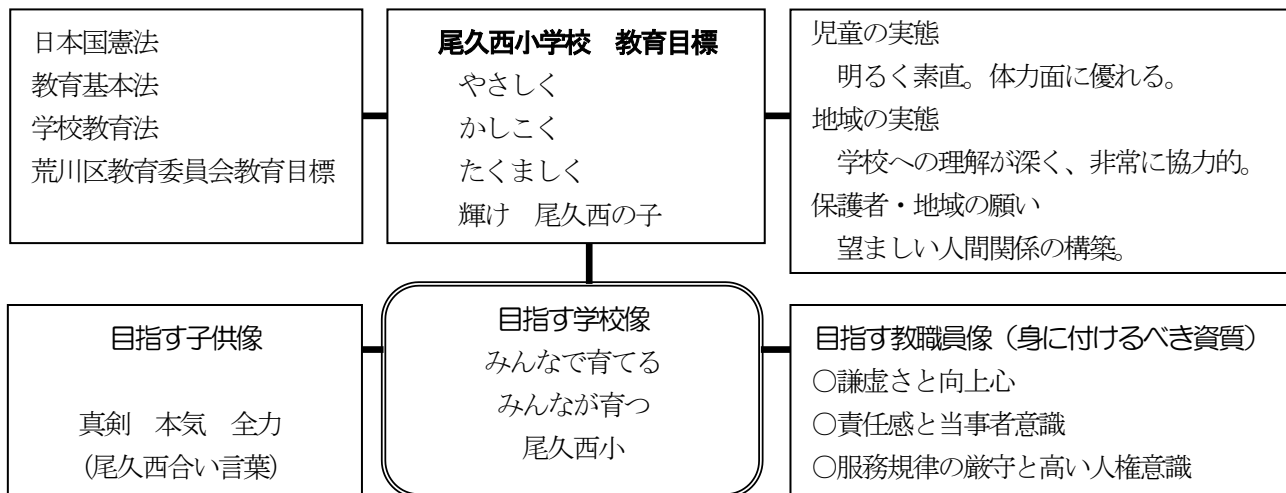 日本国憲法
教育基本法
学校教育法
荒川区教育委員会教育目標
尾久西小学校　教育目標
やさしく
かしこく
たくましく
輝け　尾久西の子
児童の実態
明るく素直。体力面に優れる。
地域の実態
学校への理解が深く、非常に協力的。
保護者・地域の願い
望ましい人間関係の構築。
目指す子供像
真剣　本気　全力
(尾久西合い言葉)
目指す学校像
みんなで育てる
みんなが育つ
尾久西小
目指す教職員像（身に付けるべき資質）
○謙虚さと向上心
○責任感と当事者意識
○服務規律の厳守と高い人権意識